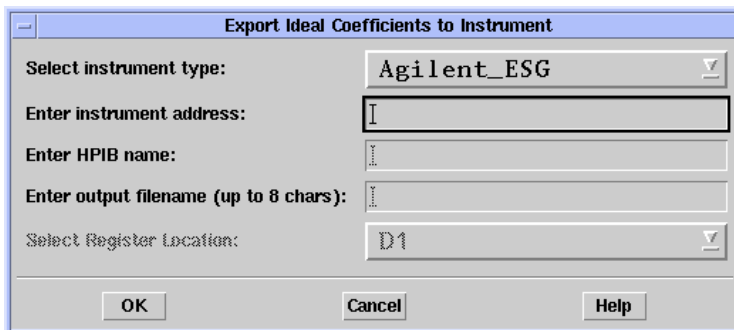 Export Ideal Coefficients to Instrument
Select instrument type: Agilent_ESG
Enter instrument address:
Enter HPIB name:
Enter output filename (up to 8 chars):
Select Register Location: D1
OK Cancel Help